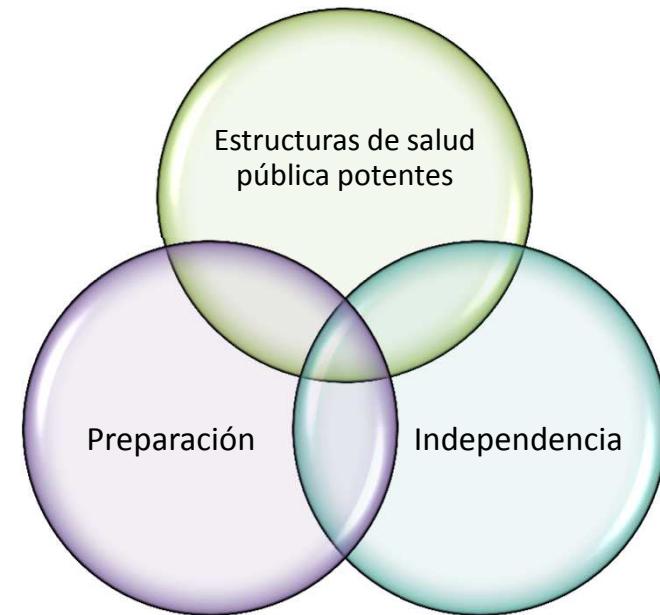 Estructuras de salud
pública potentes
Preparación
Independencia